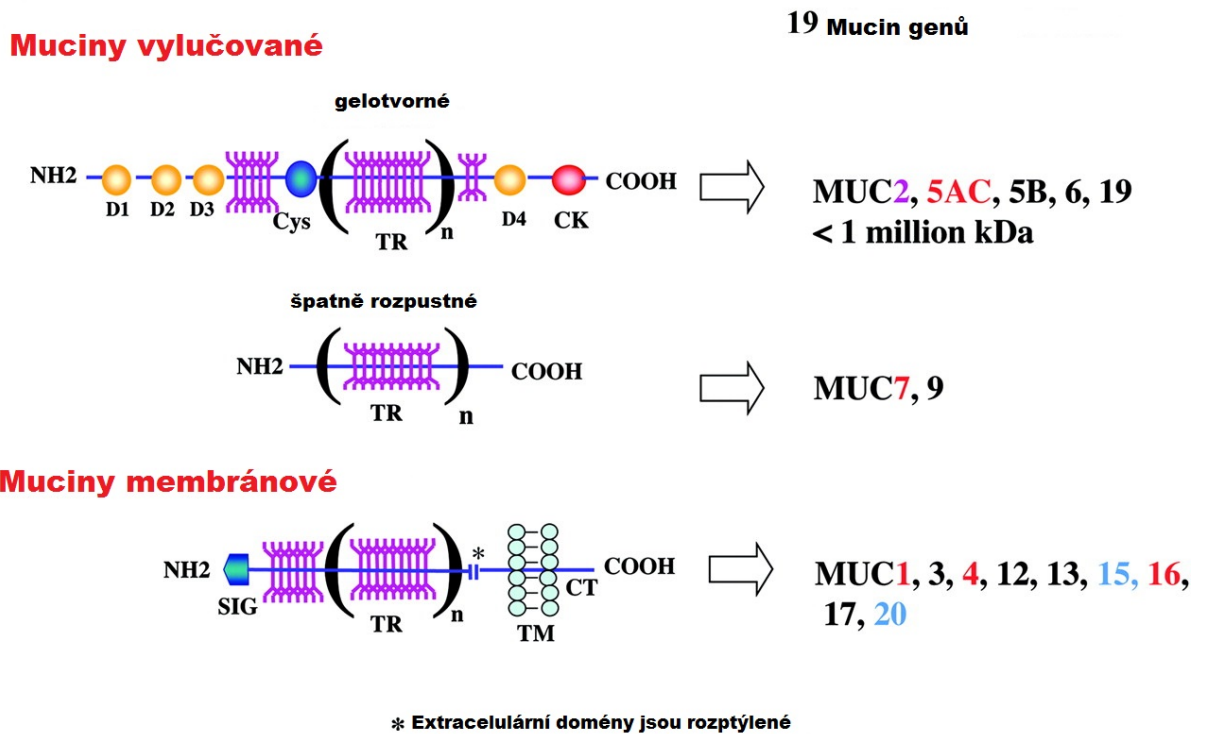 19 Mucin genů
Muciny vylučované
gelotvorné
NH2
D1
D2
D3
Cys
TR
n
D4
CK
COOH
MUC2, 5AC, 5B, 6, 19
< 1 million kDa
špatně rozpustné
NH2
TR
n
COOH
MUC7, 9
Muciny membránové
NH2
SIG
TR
n
*
TM
CT
COOH
MUC1, 3, 4, 12, 13, 15, 16,
17, 20
* Extracelulární domény jsou rozptýlené